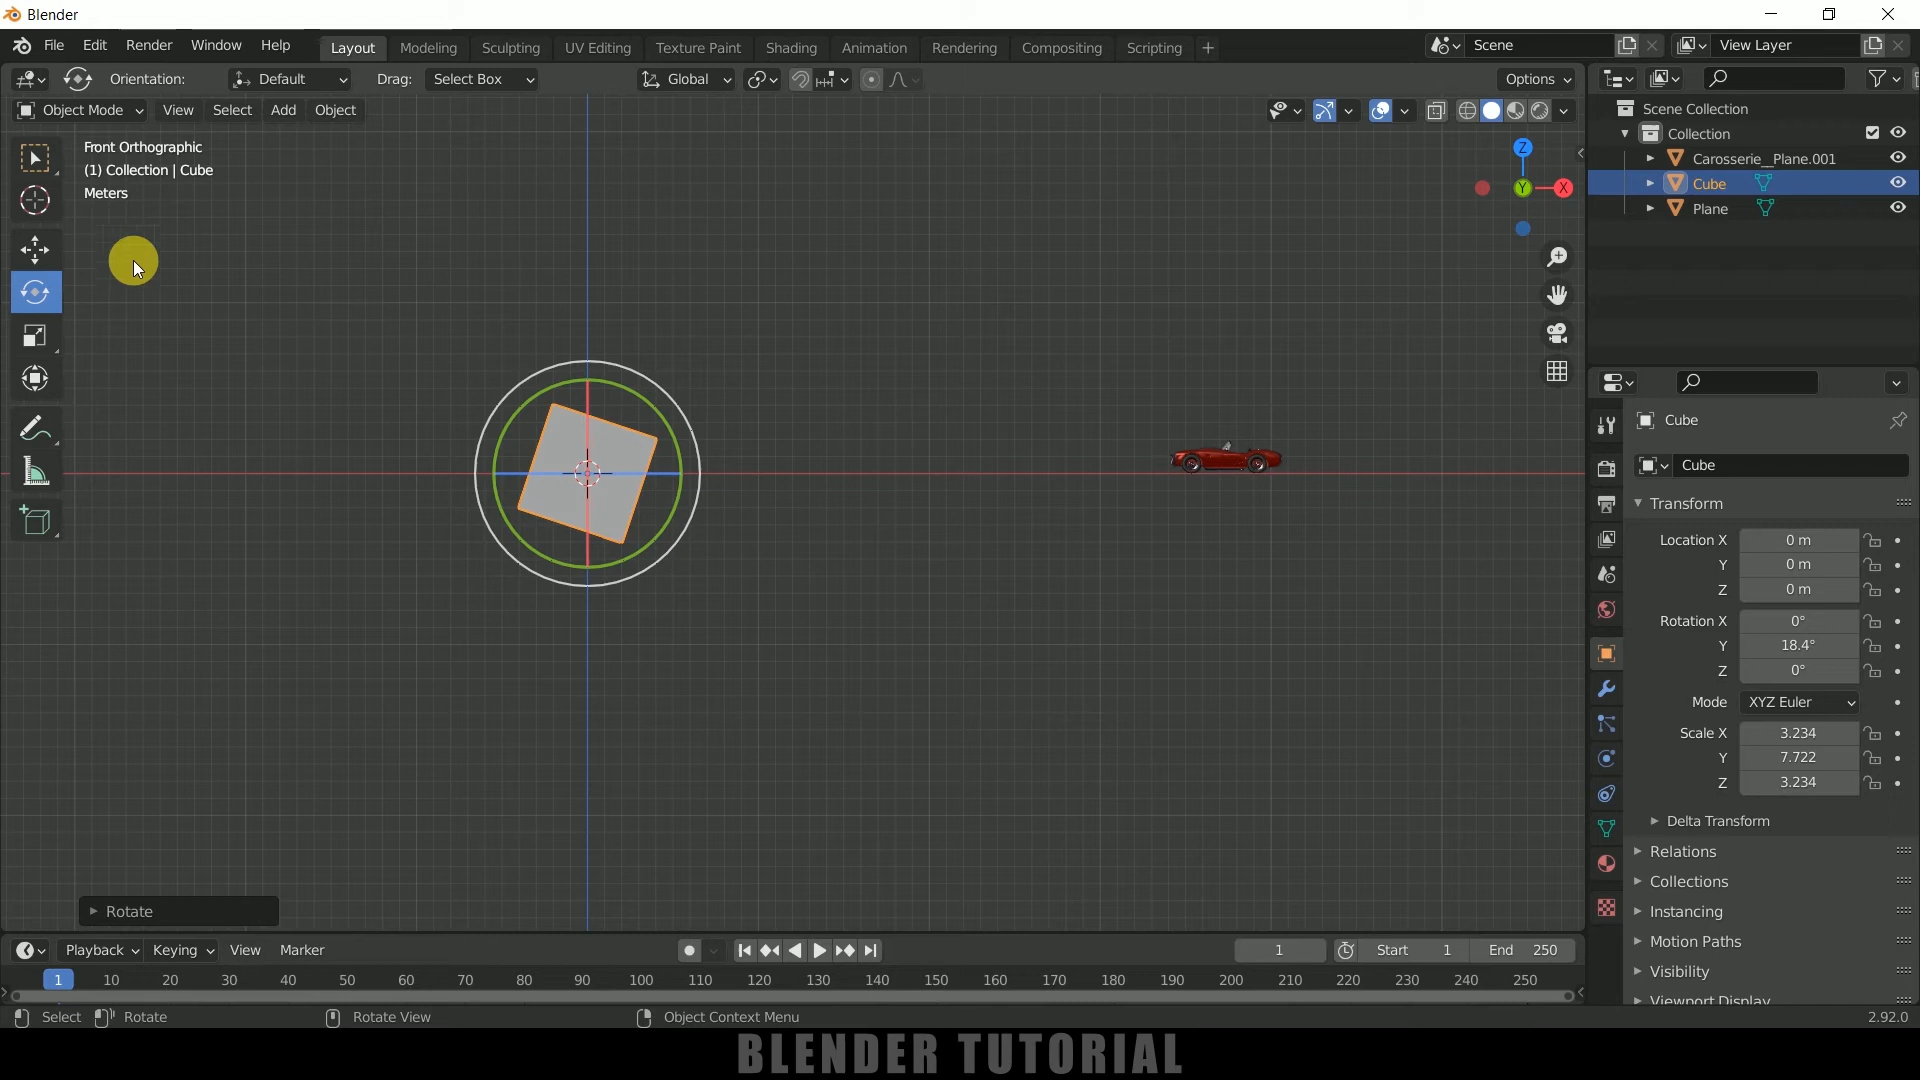 Blender
File Edit Render Window Help Layout Modeling Sculpting UV Editing Texture Paint Shading Animation Rendering Compositing Scripting + Scene View Layer
Orientation: Default Drag: Select Box Global Options
Object Mode View Select Add Object
Front Orthographic
(1) Collection | Cube
Meters
Z
Y
X
Scene Collection
Collection
Carosserie_Plane.001
Cube
Plane
Cube
Cube
Transform
Location X 0 m
Y 0 m
Z 0 m
Rotation X 0°
Y 18.4°
Z 0°
Mode XYZ Euler
Scale X 3.234
Y 7.722
Z 3.234
Delta Transform
Relations
Collections
Instancing
Motion Paths
Visibility
Viewport Display
Rotate
Playback Keying View Marker 1 Start 1 End 250
1 10 20 30 40 50 60 70 80 90 100 110 120 130 140 150 160 170 180 190 200 210 220 230 240 250
Select Rotate Rotate View Object Context Menu 2.92.0
BLENDER TUTORIAL